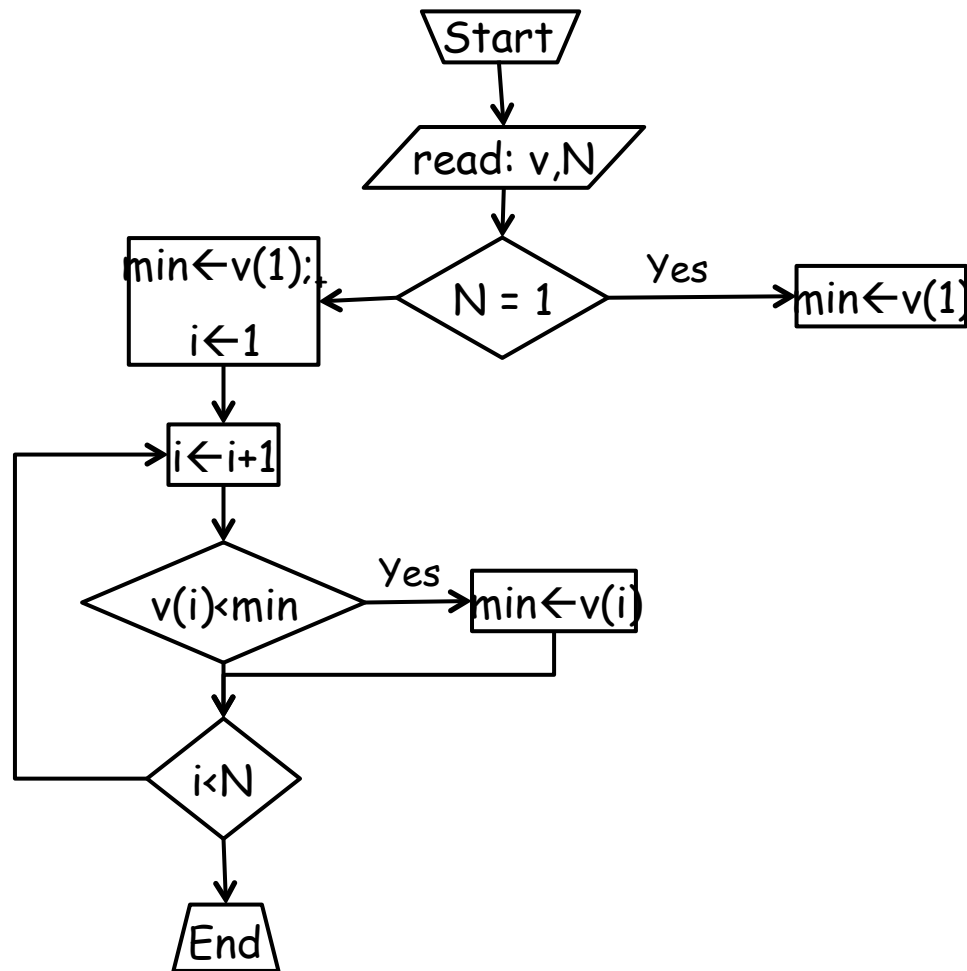 Start
read: v,N
min←v(1);
i←1
N = 1
Yes
min←v(1)
i←i+1
v(i)<min
Yes
min←v(i)
i<N
End